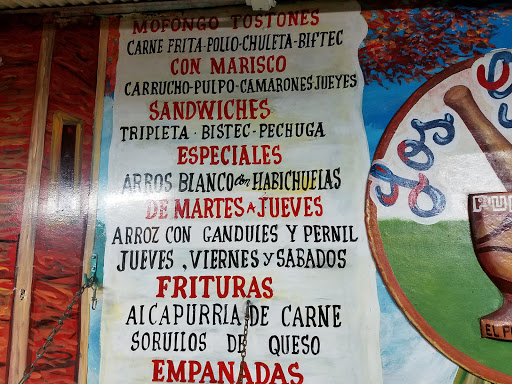 MOFONGO TOSTONES
CARNE FRITA-POLIO-CHULETA-BIFTEC
CON MARISCO
CARRUCHO-PULPO-CAMARONES-JUEYES
SANDWICHES
TRIPLETA - BISTEC-PECHUGA
ESPECIALES
ARROS BLANCO con HABICHUELAS
DE MARTES A JUEVES
ARROZ CON GANDULES Y PERNIL
JUEVES, VIERNES Y SABADOS
FRITURAS
ALCAPURRIA DE CARNE
SORULLOS DE QUESO
EMPANADAS
Los